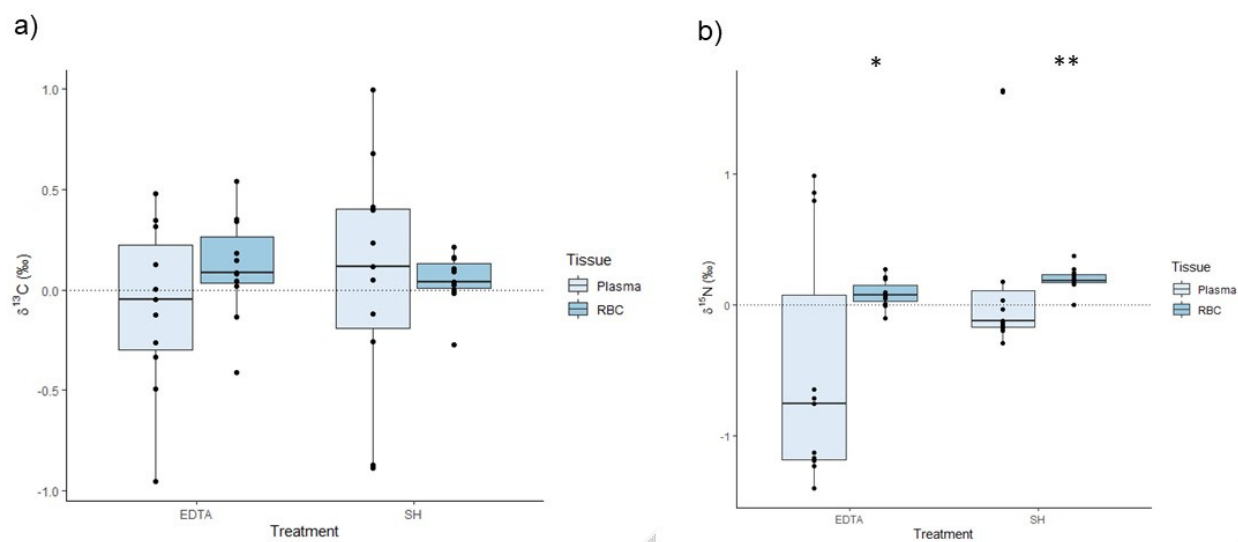 a)
1.0
0.5
0.0
-0.5
-1.0
δ¹³C (‰)
EDTA
SH
Treatment
Tissue
Plasma
RBC
b)
*
**
1
0
-1
δ¹⁵N (‰)
EDTA
SH
Treatment
Tissue
Plasma
RBC